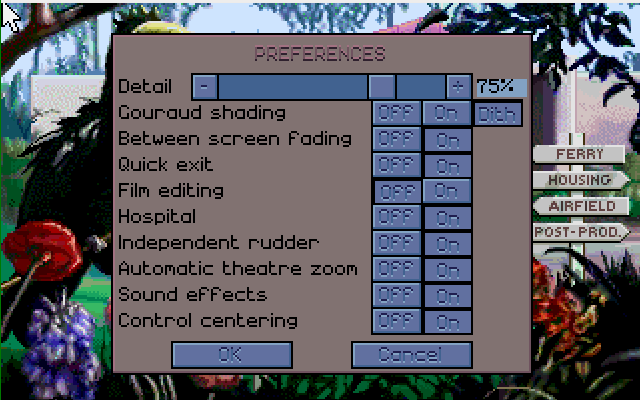 PREFERENCES
Detail - + 75%
Gouraud shading Off On Dith
Between screen fading Off On
Quick exit Off On
Film editing Off On
Hospital Off On
Independent rudder Off On
Automatic theatre zoom Off On
Sound effects Off On
Control centering Off On
OK Cancel
FERRY
HOUSING
AIRFIELD
POST-PROD.